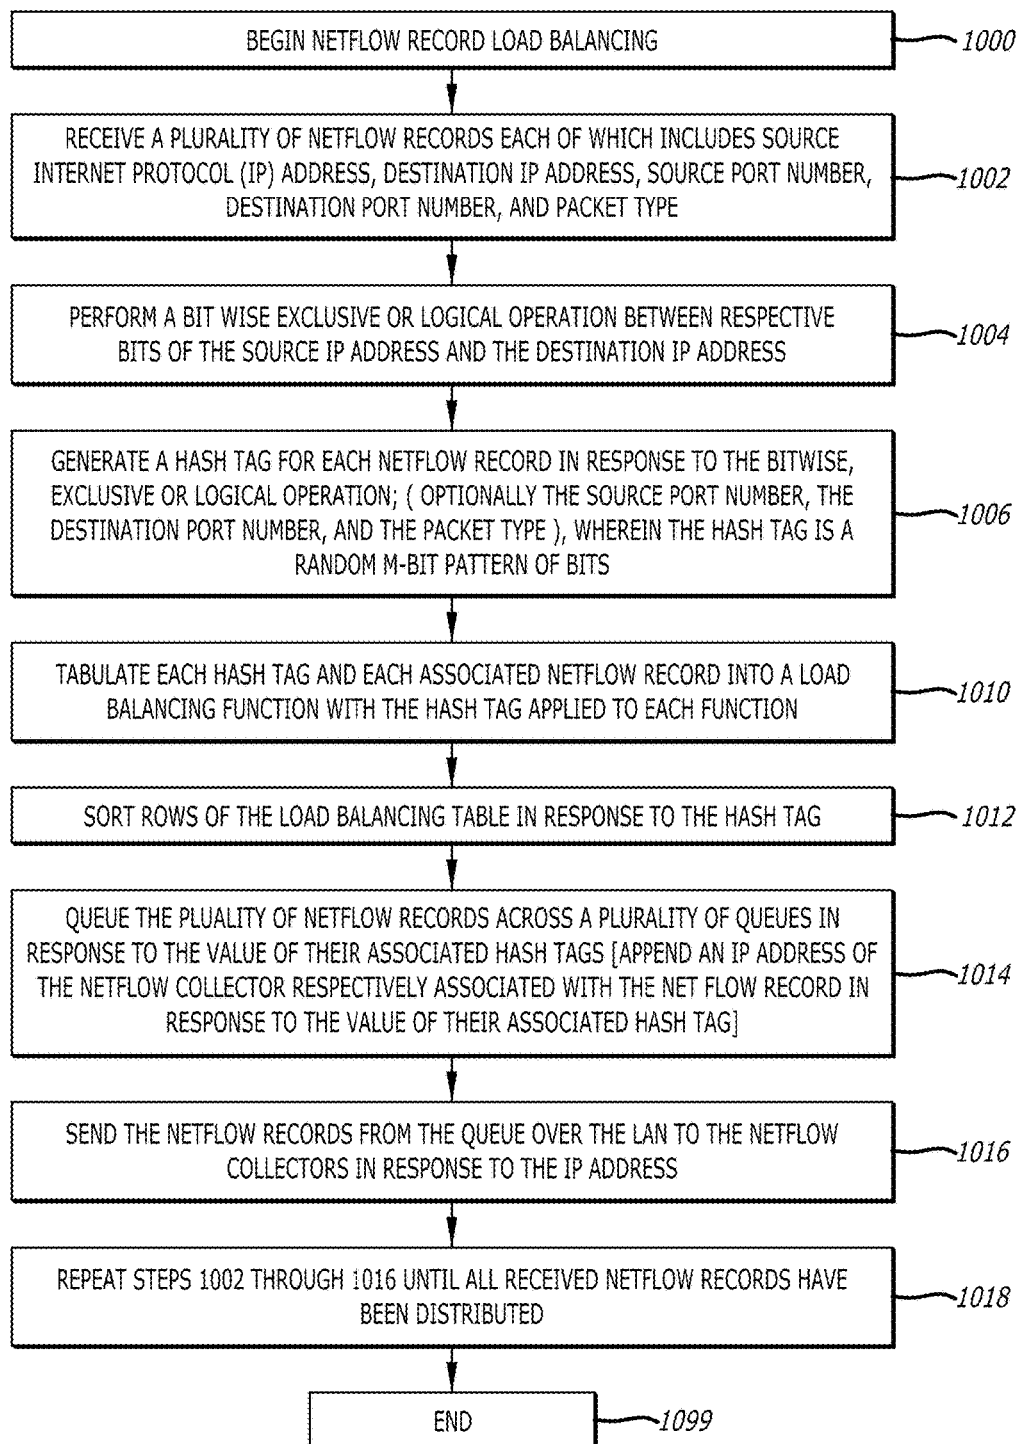 BEGIN NETFLOW RECORD LOAD BALANCING
1000
RECEIVE A PLURALITY OF NETFLOW RECORDS EACH OF WHICH INCLUDES SOURCE
INTERNET PROTOCOL (IP) ADDRESS, DESTINATION IP ADDRESS, SOURCE PORT NUMBER,
DESTINATION PORT NUMBER, AND PACKET TYPE
1002
PERFORM A BIT WISE EXCLUSIVE OR LOGICAL OPERATION BETWEEN RESPECTIVE
BITS OF THE SOURCE IP ADDRESS AND THE DESTINATION IP ADDRESS
1004
GENERATE A HASH TAG FOR EACH NETFLOW RECORD IN RESPONSE TO THE BITWISE,
EXCLUSIVE OR LOGICAL OPERATION; ( OPTIONALLY THE SOURCE PORT NUMBER, THE
DESTINATION PORT NUMBER, AND THE PACKET TYPE ), WHEREIN THE HASH TAG IS A
RANDOM M-BIT PATTERN OF BITS
1006
TABULATE EACH HASH TAG AND EACH ASSOCIATED NETFLOW RECORD INTO A LOAD
BALANCING FUNCTION WITH THE HASH TAG APPLIED TO EACH FUNCTION
1010
SORT ROWS OF THE LOAD BALANCING TABLE IN RESPONSE TO THE HASH TAG
1012
QUEUE THE PLUALITY OF NETFLOW RECORDS ACROSS A PLURALITY OF QUEUES IN
RESPONSE TO THE VALUE OF THEIR ASSOCIATED HASH TAGS [APPEND AN IP ADDRESS OF
THE NETFLOW COLLECTOR RESPECTIVELY ASSOCIATED WITH THE NET FLOW RECORD IN
RESPONSE TO THE VALUE OF THEIR ASSOCIATED HASH TAG]
1014
SEND THE NETFLOW RECORDS FROM THE QUEUE OVER THE LAN TO THE NETFLOW
COLLECTORS IN RESPONSE TO THE IP ADDRESS
1016
REPEAT STEPS 1002 THROUGH 1016 UNTIL ALL RECEIVED NETFLOW RECORDS HAVE
BEEN DISTRIBUTED
1018
END
1099